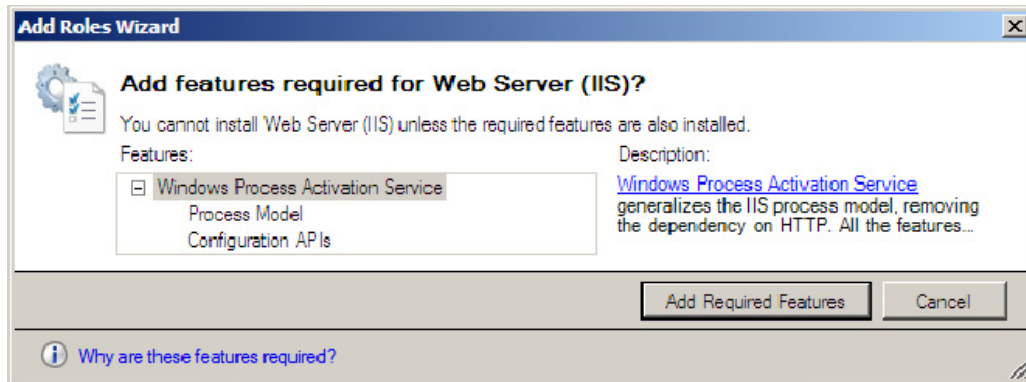 Add Roles Wizard
Add features required for Web Server (IIS)?
You cannot install Web Server (IIS) unless the required features are also installed.
Features:
Windows Process Activation Service
Process Model
Configuration APIs
Description:
Windows Process Activation Service
generalizes the IIS process model, removing
the dependency on HTTP. All the features...
Add Required Features
Cancel
Why are these features required?